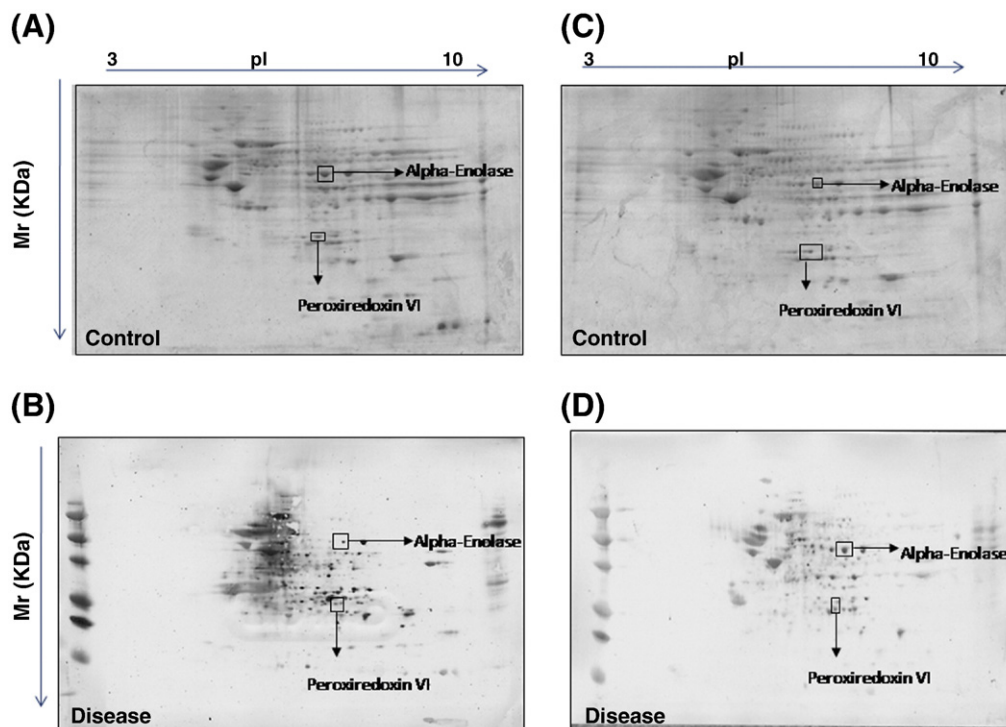 (A)
3 pI 10
Mr (KDa)
Alpha-Enolase
Peroxiredoxin VI
Control
(C)
3 pI 10
Alpha-Enolase
Peroxiredoxin VI
Control
(B)
Mr (KDa)
Alpha-Enolase
Peroxiredoxin VI
Disease
(D)
Alpha-Enolase
Peroxiredoxin VI
Disease